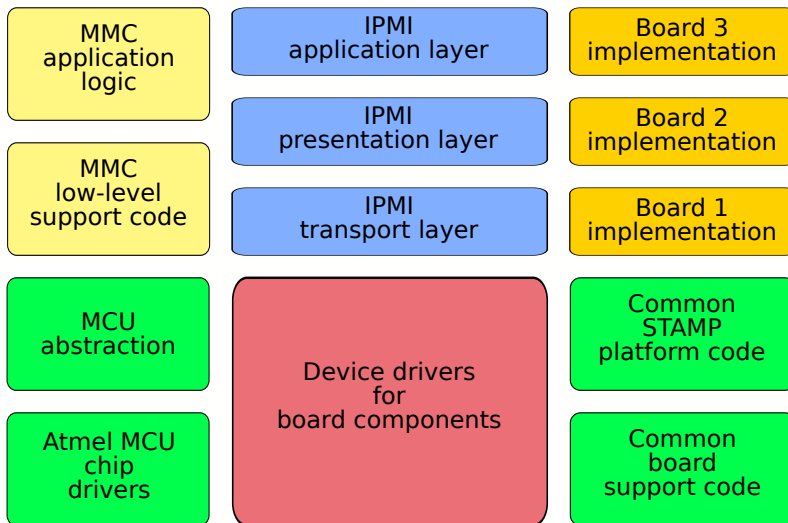 MMC
application
logic
IPMI
application layer
Board 3
implementation
IPMI
presentation layer
Board 2
implementation
MMC
low-level
support code
IPMI
transport layer
Board 1
implementation
MCU
abstraction
Device drivers
for
board components
Common
STAMP
platform code
Atmel MCU
chip
drivers
Common
board
support code